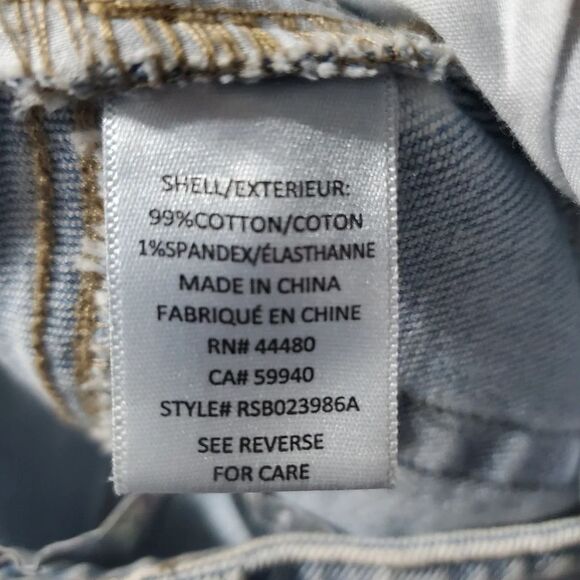 SHELL/EXTERIEUR:
99%COTTON/COTON
1%SPANDEX/ÉLASTHANNE
MADE IN CHINA
FABRIQUÉ EN CHINE
RN# 44480
CA# 59940
STYLE# RSB023986A
SEE REVERSE
FOR CARE